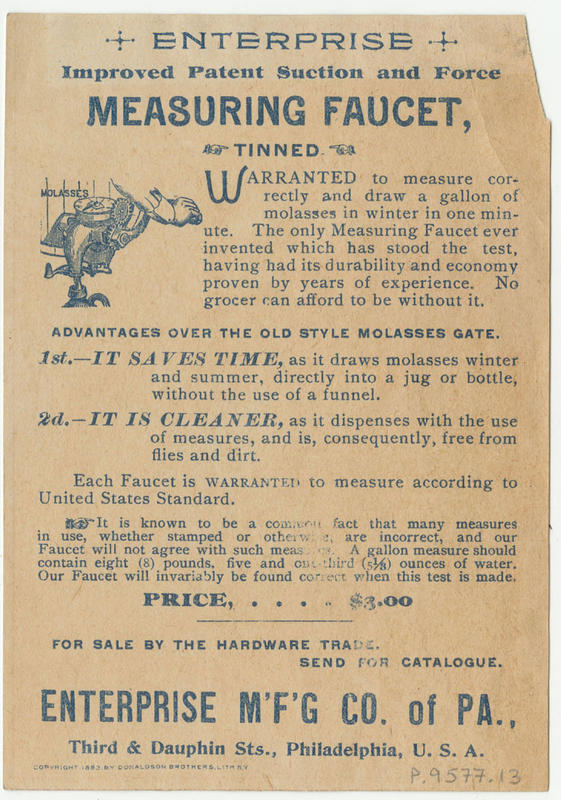 ENTERPRISE
Improved Patent Suction and Force
MEASURING FAUCET,
TINNED
MOLASSES
WARRANTED to measure cor-
rectly and draw a gallon of
molasses in winter in one min-
ute. The only Measuring Faucet ever
invented which has stood the test,
having had its durability and economy
proven by years of experience. No
grocer can afford to be without it.
ADVANTAGES OVER THE OLD STYLE MOLASSES GATE.
1st.—IT SAVES TIME, as it draws molasses winter
and summer, directly into a jug or bottle,
without the use of a funnel.
2d.—IT IS CLEANER, as it dispenses with the use
of measures, and is, consequently, free from
flies and dirt.
Each Faucet is WARRANTED to measure according to
United States Standard.
It is known to be a common fact that many measures
in use, whether stamped or otherwise, are incorrect, and our
Faucet will not agree with such measures. A gallon measure should
contain eight (8) pounds, five and one-third (5⅓) ounces of water.
Our Faucet will invariably be found correct when this test is made.
PRICE, . . . . $3.00
FOR SALE BY THE HARDWARE TRADE.
SEND FOR CATALOGUE.
ENTERPRISE M'F'G CO. of PA.,
Third & Dauphin Sts., Philadelphia, U. S. A.
COPYRIGHT 1883 BY DONALDSON BROTHERS, LITH N.Y.
P.9577.13